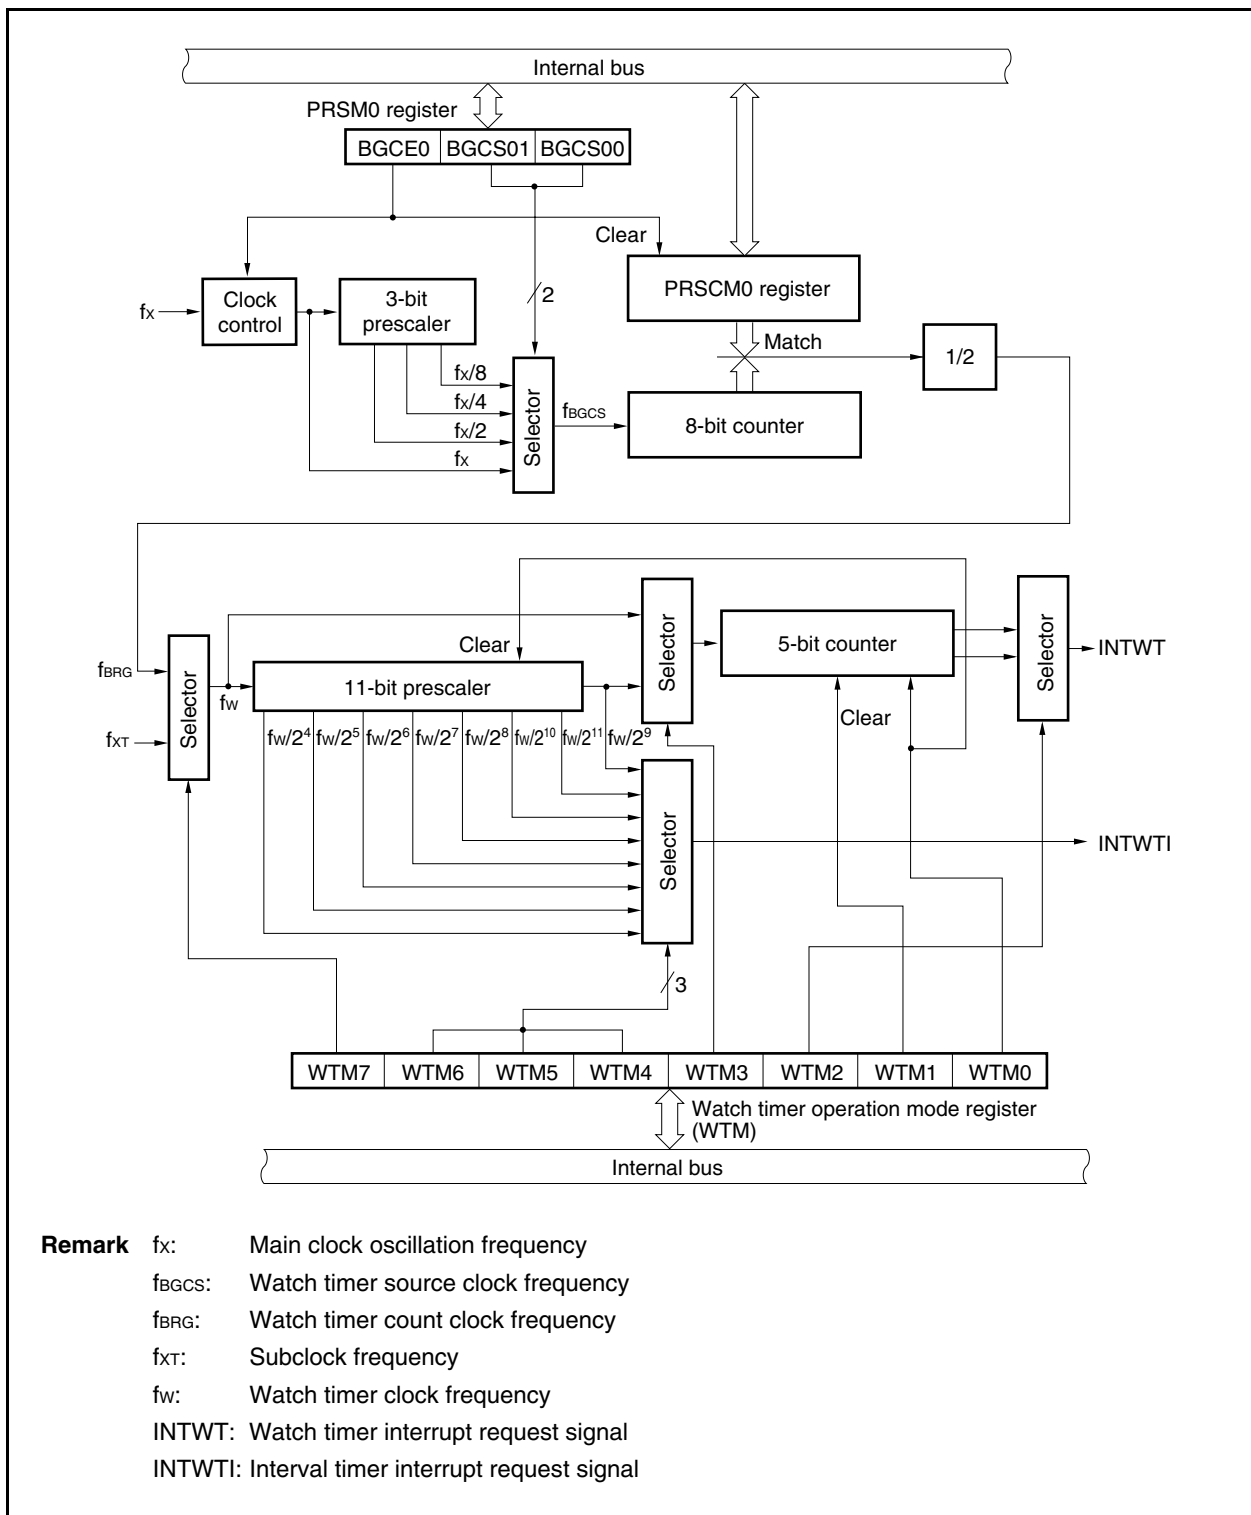 Internal bus
PRSM0 register
BGCE0 BGCS01 BGCS00
Clear
fX
Clock control
3-bit prescaler
2
PRSCM0 register
Match
1/2
fX/8
fX/4
fX/2
fX
Selector
fBGCS
8-bit counter
fBRG
fXT
Selector
fW
Clear
11-bit prescaler
fW/2⁴ fW/2⁵ fW/2⁶ fW/2⁷ fW/2⁸ fW/2¹⁰ fW/2¹¹ fW/2⁹
Selector
5-bit counter
Clear
Selector
INTWT
Selector
INTWTI
3
WTM7 WTM6 WTM5 WTM4 WTM3 WTM2 WTM1 WTM0
Watch timer operation mode register
(WTM)
Internal bus
Remark fX: Main clock oscillation frequency
fBGCS: Watch timer source clock frequency
fBRG: Watch timer count clock frequency
fXT: Subclock frequency
fW: Watch timer clock frequency
INTWT: Watch timer interrupt request signal
INTWTI: Interval timer interrupt request signal